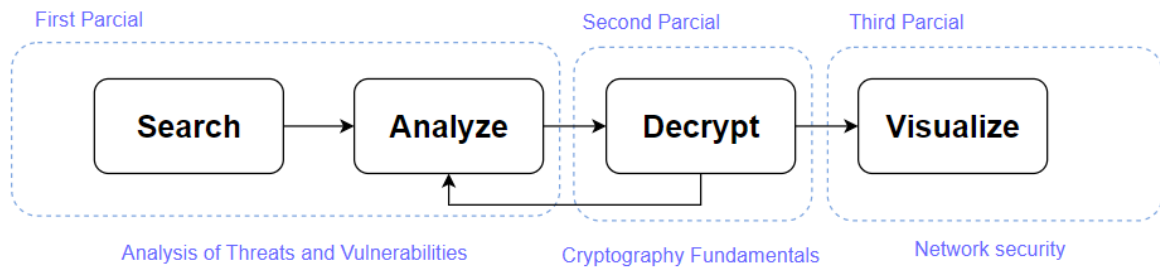 First Parcial
Second Parcial
Third Parcial
Search
Analyze
Decrypt
Visualize
Analysis of Threats and Vulnerabilities
Cryptography Fundamentals
Network security